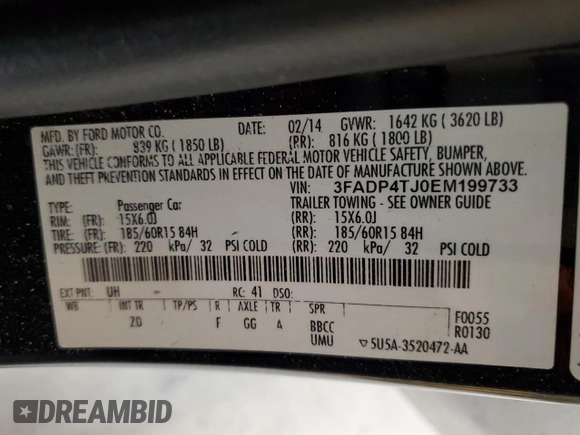 MFD. BY FORD MOTOR CO.
02/14 GVWR: 1642 KG ( 3620 LB)
GAWR: (FR): 839 KG ( 1850 LB) (RR): 816 KG ( 1800 LB)
THIS VEHICLE CONFORMS TO ALL APPLICABLE FEDERAL MOTOR VEHICLE SAFETY, BUMPER,
AND THEFT PREVENTION STANDARDS IN EFFECT ON THE DATE OF MANUFACTURE SHOWN ABOVE.
VIN: 3FADP4TJ0EM199733
TYPE: Passenger Car TRAILER TOWING - SEE OWNER GUIDE
RIM: (FR): 15X6.0J (RR): 15X6.0J
TIRE: (FR): 185/60R15 84H (RR): 185/60R15 84H
PRESSURE: (FR): 220 kPa/ 32 PSI COLD (RR): 220 kPa/ 32 PSI COLD
EXT PNT: UH RC: 41 DSO:
WB INT TR TP/PS R AXLE TR SPR
ZD F GG A BBCC
UMU
F0055
R0130
▽ 5U5A-3520472-AA
DREAMBID